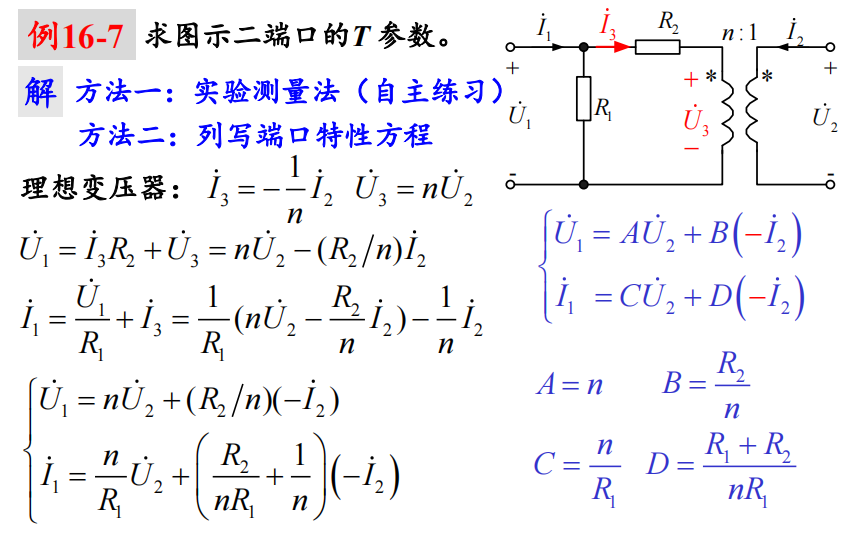 例16-7 求图示二端口的T 参数。
解 方法一：实验测量法（自主练习）
方法二：列写端口特性方程
理想变压器： İ₃ = −(1/n)İ₂ U̇₃ = nU̇₂
U̇₁ = İ₃R₂ + U̇₃ = nU̇₂ − (R₂/n)İ₂
İ₁ = U̇₁/R₁ + İ₃ = (1/R₁)(nU̇₂ − (R₂/n)İ₂) − (1/n)İ₂
U̇₁ = nU̇₂ + (R₂/n)(−İ₂)
İ₁ = (n/R₁)U̇₂ + (R₂/(nR₁) + 1/n)(−İ₂)
İ₁ İ₃ R₂ n:1 İ₂
+ + * * +
U̇₁ R₁ U̇₃ U̇₂
- − -
U̇₁ = AU̇₂ + B(−İ₂)
İ₁ = CU̇₂ + D(−İ₂)
A = n B = R₂/n
C = n/R₁ D = (R₁ + R₂)/(nR₁)